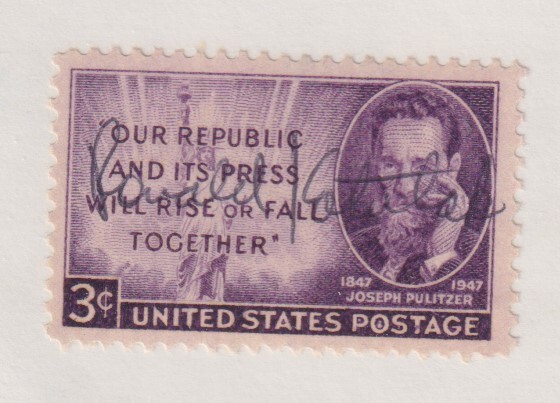 "OUR REPUBLIC
AND ITS PRESS
WILL RISE OR FALL
TOGETHER"
1847 1947
JOSEPH PULITZER
3¢
UNITED STATES POSTAGE